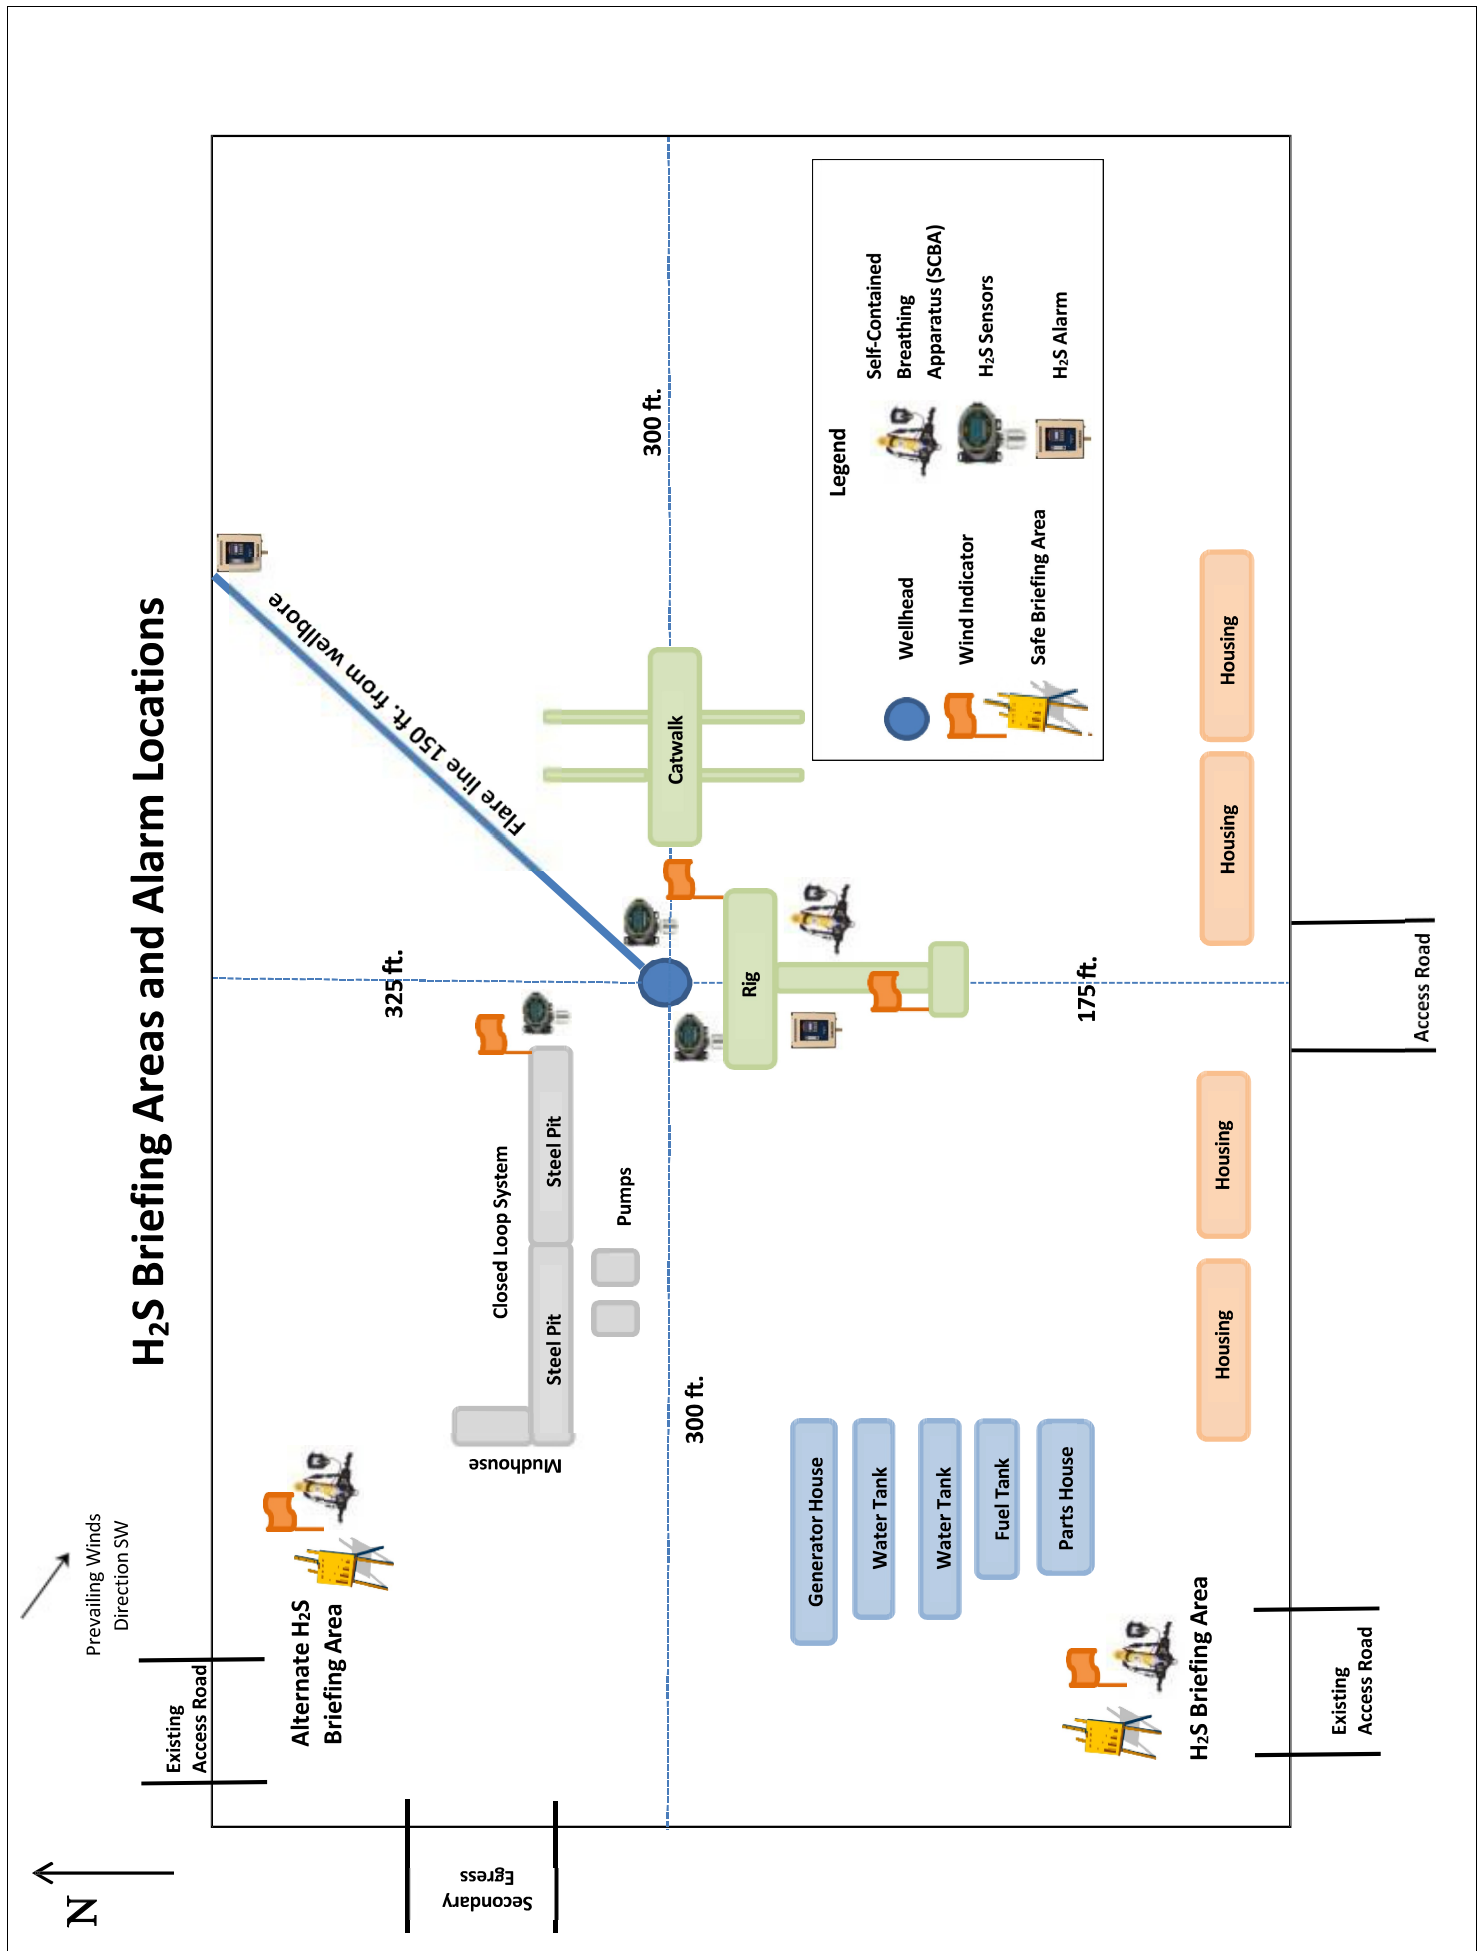 H₂S Briefing Areas and Alarm Locations
N
Prevailing Winds
Direction SW
Existing
Access Road
Alternate H₂S
Briefing Area
Secondary
Egress
Mudhouse
Closed Loop System
Steel Pit
Steel Pit
Pumps
325 ft.
Flare line 150 ft. from wellbore
300 ft.
300 ft.
Catwalk
Rig
175 ft.
Generator House
Water Tank
Water Tank
Fuel Tank
Parts House
H₂S Briefing Area
Existing
Access Road
Housing
Housing
Housing
Housing
Access Road
Legend
Wellhead
Wind Indicator
Safe Briefing Area
Self-Contained
Breathing
Apparatus (SCBA)
H₂S Sensors
H₂S Alarm